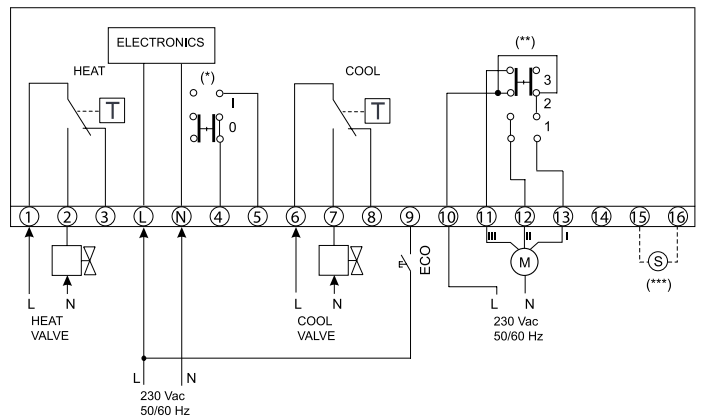 ELECTRONICS
HEAT
(*)
COOL
(**)
T
T
I
0
3
2
1
1
2
3
L
N
4
5
6
7
8
9
10
11
12
13
14
15
16
III
II
I
M
S
(***)
ECO
L
N
HEAT
VALVE
L
N
COOL
VALVE
L
N
230 Vac
50/60 Hz
L
N
230 Vac
50/60 Hz